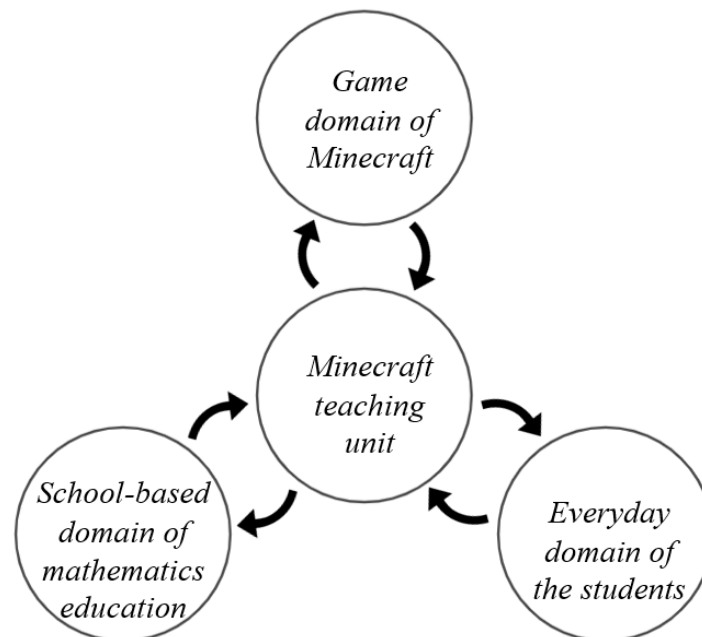 Game
domain of
Minecraft
Minecraft
teaching
unit
School-based
domain of
mathematics
education
Everyday
domain of
the students